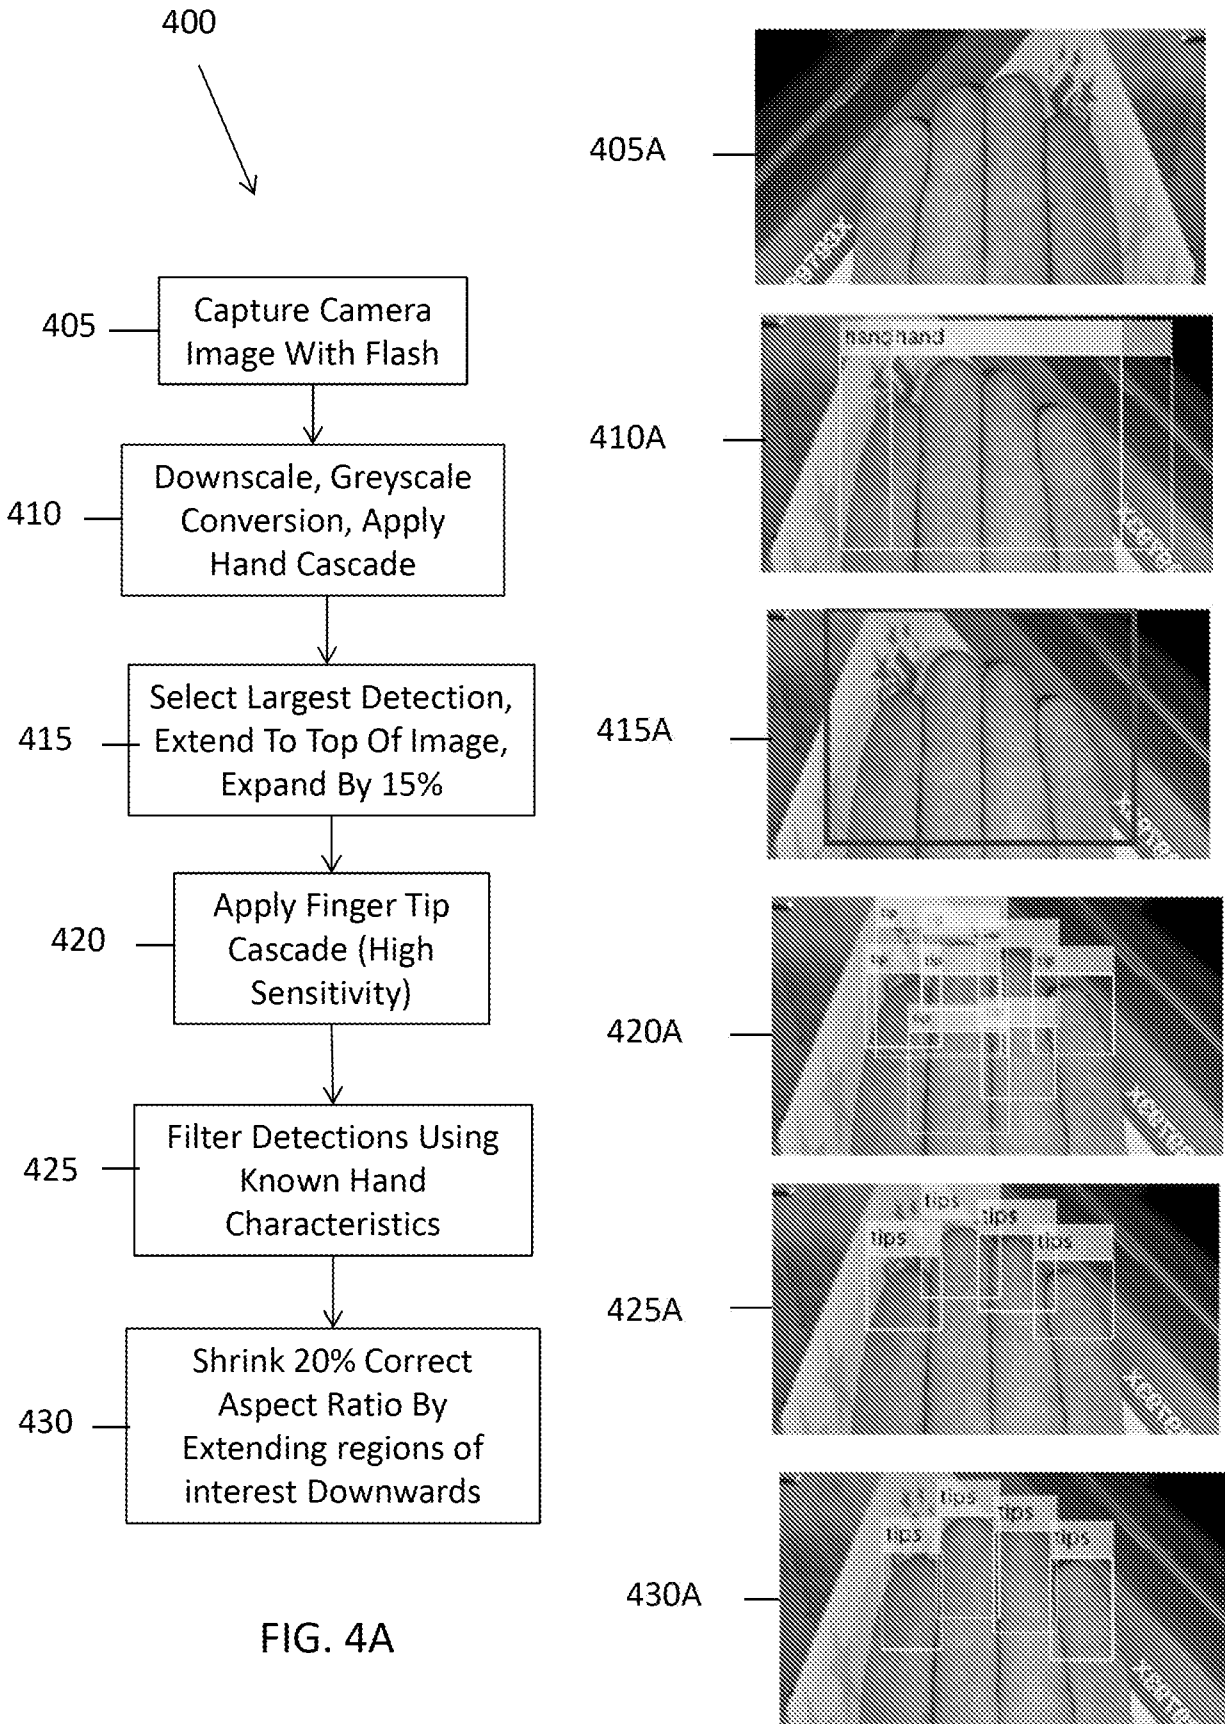 400
405
Capture Camera
Image With Flash
410
Downscale, Greyscale
Conversion, Apply
Hand Cascade
415
Select Largest Detection,
Extend To Top Of Image,
Expand By 15%
420
Apply Finger Tip
Cascade (High
Sensitivity)
425
Filter Detections Using
Known Hand
Characteristics
430
Shrink 20% Correct
Aspect Ratio By
Extending regions of
interest Downwards
FIG. 4A
405A
410A
hand hand
415A
420A
425A
tips
tips
tips
tips
430A
tips
tips
tips
tips